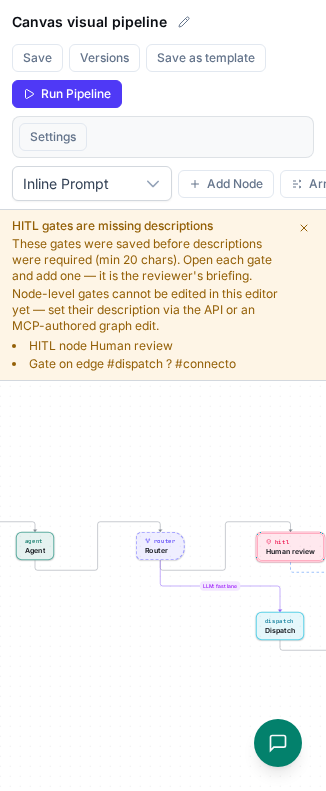 Canvas visual pipeline
Save
Versions
Save as template
Run Pipeline
Settings
Inline Prompt
Add Node
Arr
HITL gates are missing descriptions
These gates were saved before descriptions
were required (min 20 chars). Open each gate
and add one — it is the reviewer's briefing.
Node-level gates cannot be edited in this editor
yet — set their description via the API or an
MCP-authored graph edit.
• HITL node Human review
• Gate on edge #dispatch ? #connecto
agent
Agent
router
Router
hitl
Human review
LLM: fast lane
dispatch
Dispatch